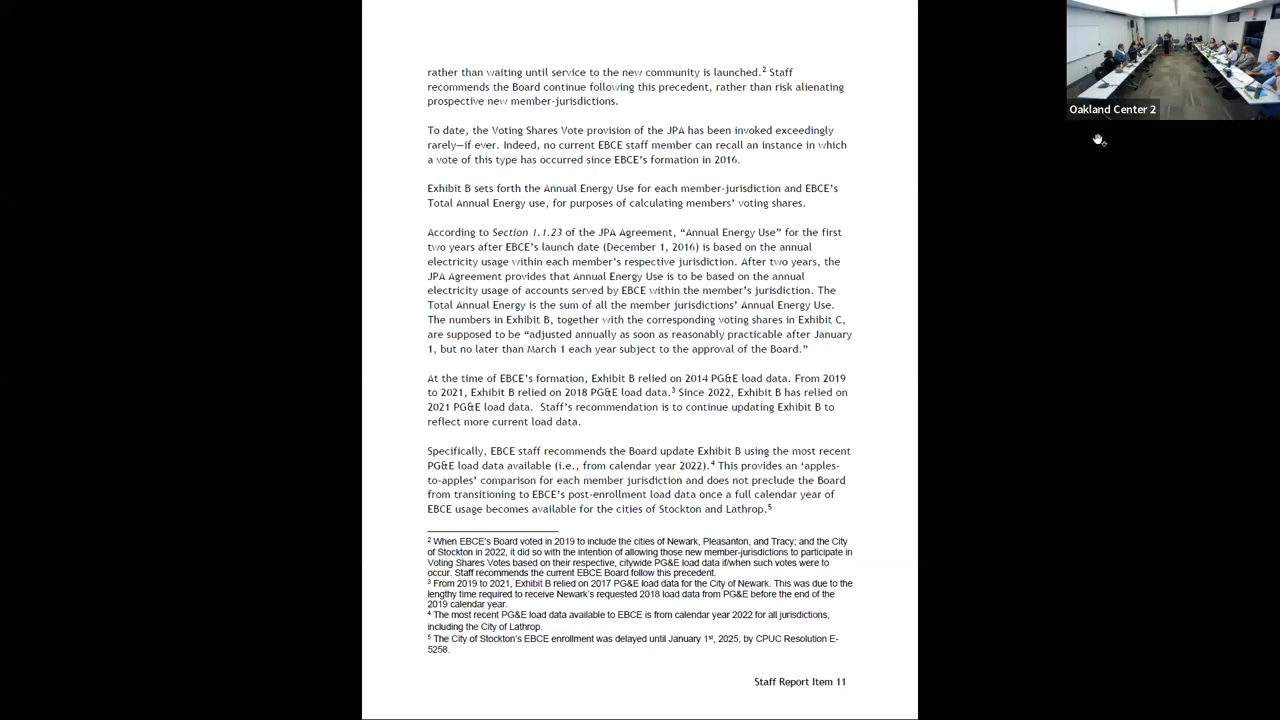 rather than waiting until service to the new community is launched.2 Staff
recommends the Board continue following this precedent, rather than risk alienating
prospective new member-jurisdictions.
To date, the Voting Shares Vote provision of the JPA has been invoked exceedingly
rarely—if ever. Indeed, no current EBCE staff member can recall an instance in which
a vote of this type has occurred since EBCE's formation in 2016.
Exhibit B sets forth the Annual Energy Use for each member-jurisdiction and EBCE's
Total Annual Energy use, for purposes of calculating members' voting shares.
According to Section 1.1.23 of the JPA Agreement, "Annual Energy Use" for the first
two years after EBCE's launch date (December 1, 2016) is based on the annual
electricity usage within each member's respective jurisdiction. After two years, the
JPA Agreement provides that Annual Energy Use is to be based on the annual
electricity usage of accounts served by EBCE within the member's jurisdiction. The
Total Annual Energy is the sum of all the member jurisdictions' Annual Energy Use.
The numbers in Exhibit B, together with the corresponding voting shares in Exhibit C,
are supposed to be "adjusted annually as soon as reasonably practicable after January
1, but no later than March 1 each year subject to the approval of the Board."
At the time of EBCE's formation, Exhibit B relied on 2014 PG&E load data. From 2019
to 2021, Exhibit B relied on 2018 PG&E load data.3 Since 2022, Exhibit B has relied on
2021 PG&E load data. Staff's recommendation is to continue updating Exhibit B to
reflect more current load data.
Specifically, EBCE staff recommends the Board update Exhibit B using the most recent
PG&E load data available (i.e., from calendar year 2022).4 This provides an 'apples-
to-apples' comparison for each member jurisdiction and does not preclude the Board
from transitioning to EBCE's post-enrollment load data once a full calendar year of
EBCE usage becomes available for the cities of Stockton and Lathrop.5
2 When EBCE's Board voted in 2019 to include the cities of Newark, Pleasanton, and Tracy; and the City
of Stockton in 2022, it did so with the intention of allowing those new member-jurisdictions to participate in
Voting Shares Votes based on their respective, citywide PG&E load data if/when such votes were to
occur. Staff recommends the current EBCE Board follow this precedent.
3 From 2019 to 2021, Exhibit B relied on 2017 PG&E load data for the City of Newark. This was due to the
lengthy time required to receive Newark's requested 2018 load data from PG&E before the end of the
2019 calendar year.
4 The most recent PG&E load data available to EBCE is from calendar year 2022 for all jurisdictions,
including the City of Lathrop.
5 The City of Stockton's EBCE enrollment was delayed until January 1st, 2025, by CPUC Resolution E-
5258.
Staff Report Item 11
Oakland Center 2